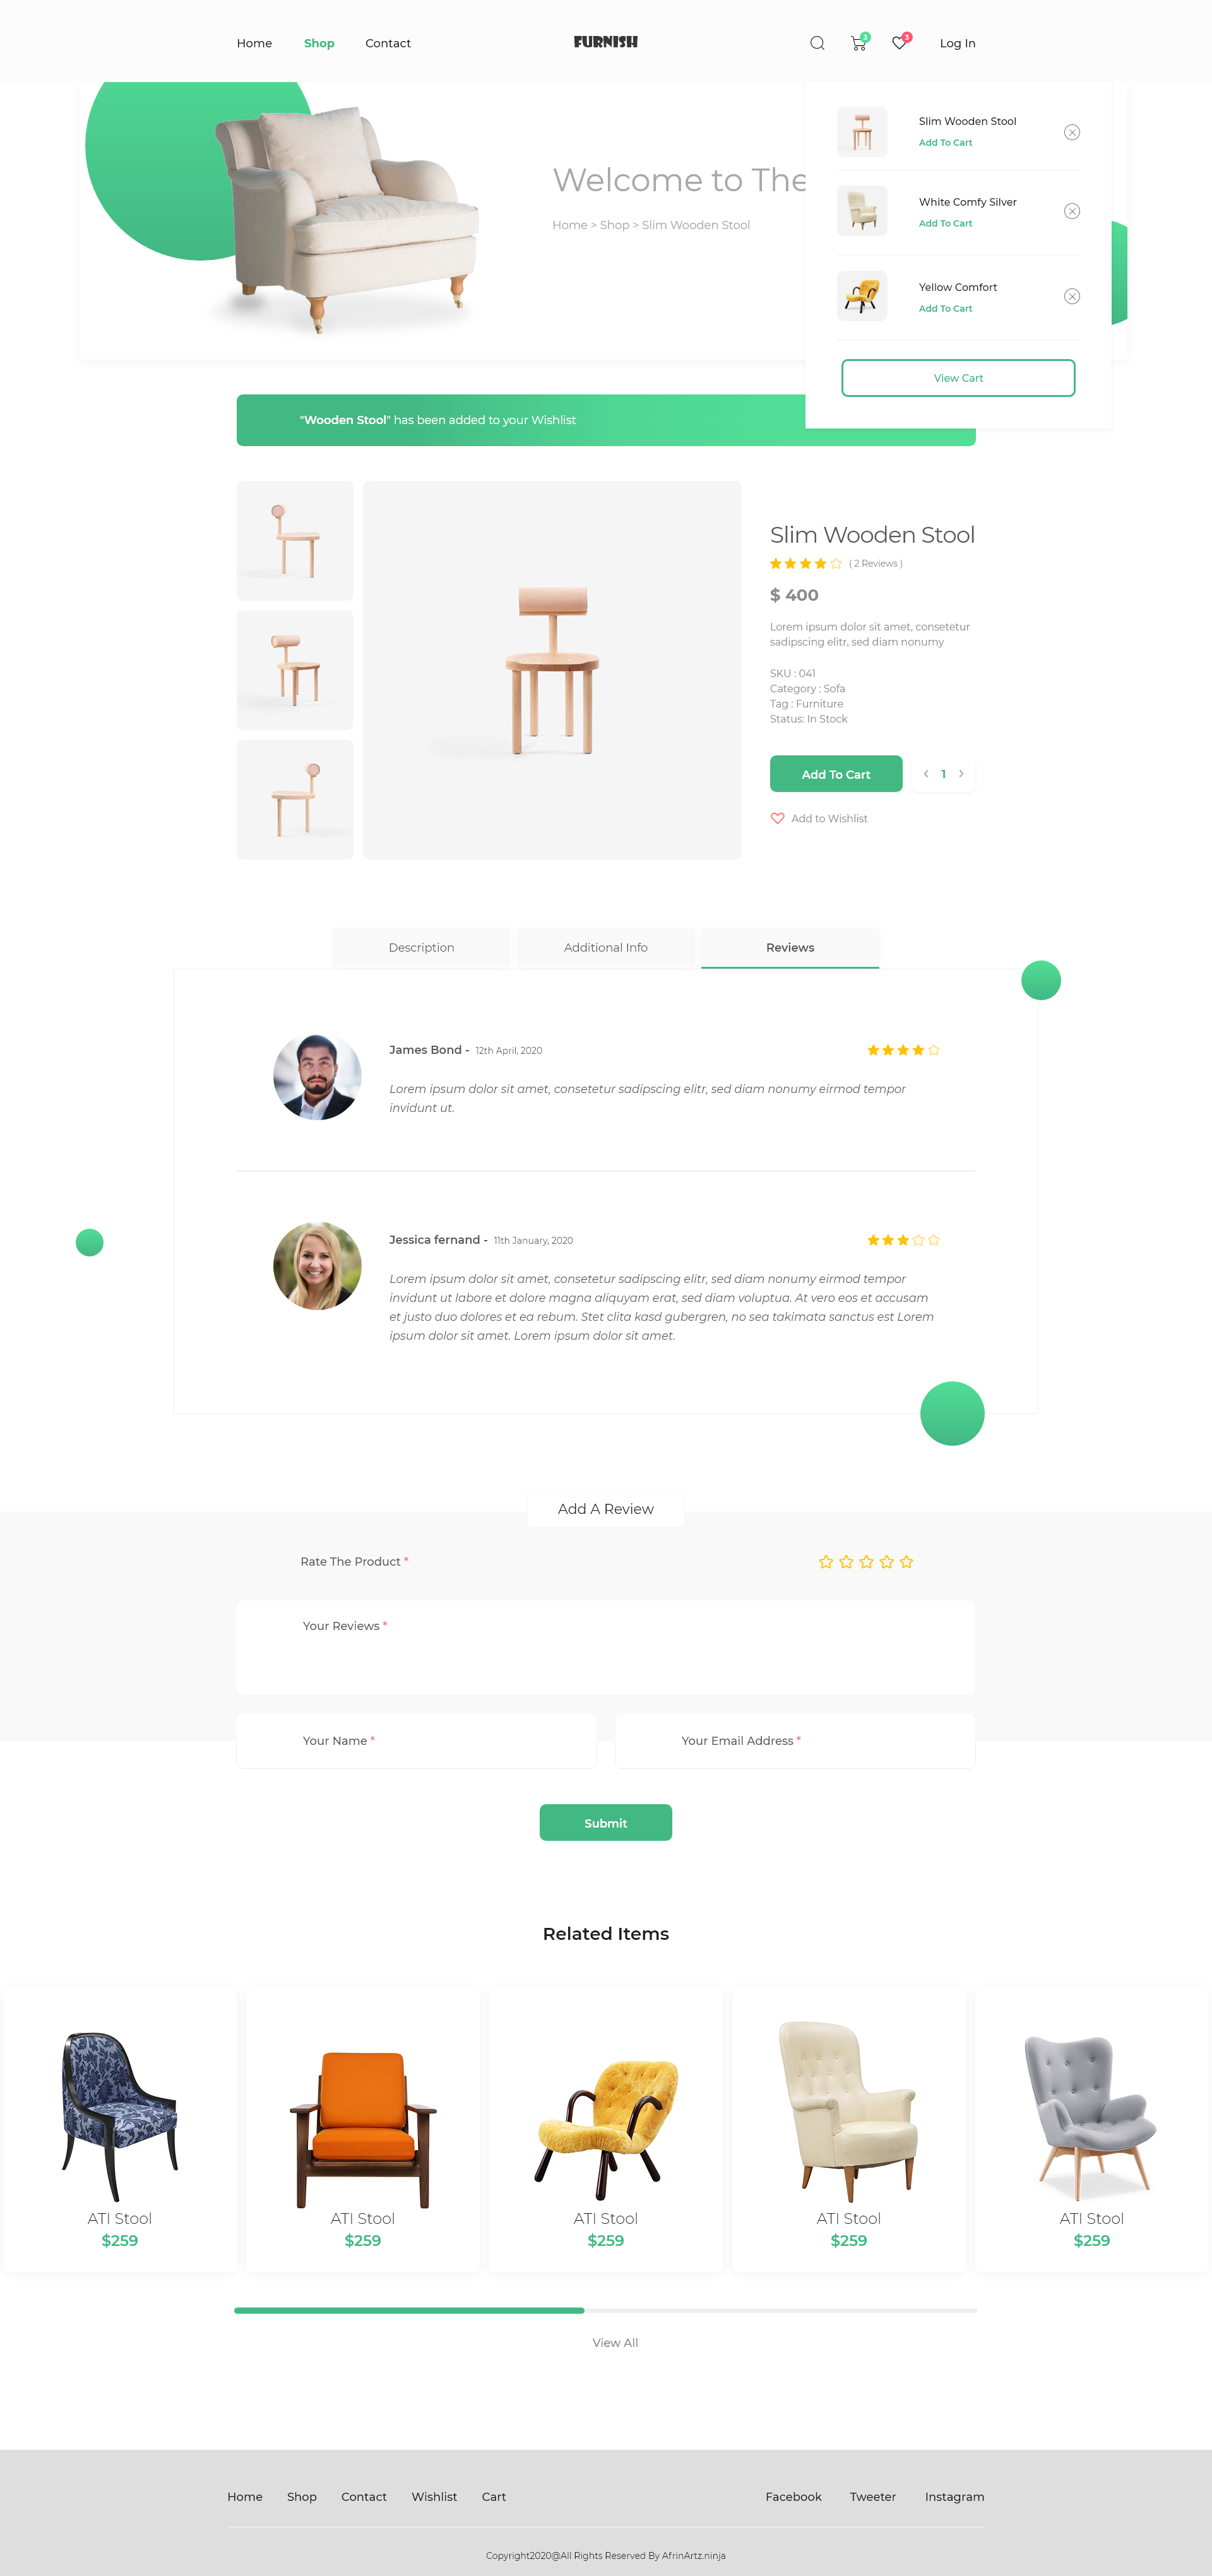 Home
Shop
Contact
FURNISH
3
3
Log In
Welcome to The
Home > Shop > Slim Wooden Stool
Slim Wooden Stool
Add To Cart
White Comfy Silver
Add To Cart
Yellow Comfort
Add To Cart
View Cart
"Wooden Stool" has been added to your Wishlist
Slim Wooden Stool
( 2 Reviews )
$ 400
Lorem ipsum dolor sit amet, consetetur
sadipscing elitr, sed diam nonumy
SKU : 041
Category : Sofa
Tag : Furniture
Status: In Stock
Add To Cart
‹ 1 ›
Add to Wishlist
Description
Additional Info
Reviews
James Bond - 12th April, 2020
Lorem ipsum dolor sit amet, consetetur sadipscing elitr, sed diam nonumy eirmod tempor
invidunt ut.
Jessica fernand - 11th January, 2020
Lorem ipsum dolor sit amet, consetetur sadipscing elitr, sed diam nonumy eirmod tempor
invidunt ut labore et dolore magna aliquyam erat, sed diam voluptua. At vero eos et accusam
et justo duo dolores et ea rebum. Stet clita kasd gubergren, no sea takimata sanctus est Lorem
ipsum dolor sit amet. Lorem ipsum dolor sit amet.
Add A Review
Rate The Product *
Your Reviews *
Your Name *
Your Email Address *
Submit
Related Items
ATI Stool
$259
ATI Stool
$259
ATI Stool
$259
ATI Stool
$259
ATI Stool
$259
View All
Home
Shop
Contact
Wishlist
Cart
Facebook
Tweeter
Instagram
Copyright2020@All Rights Reserved By AfrinArtz.ninja